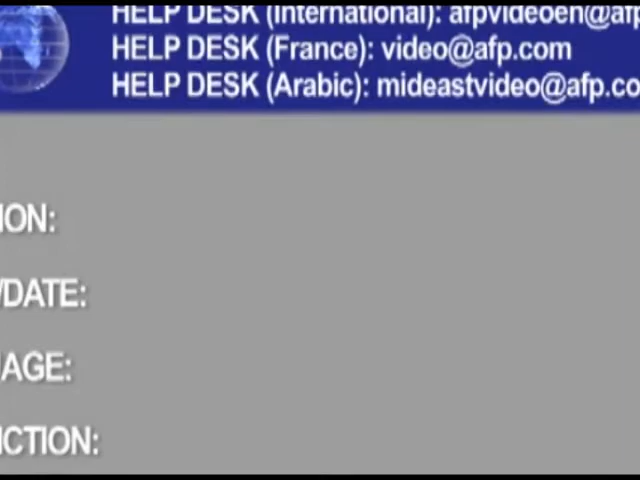 HELP DESK (International): afpvideoen@afp
HELP DESK (France): video@afp.com
HELP DESK (Arabic): mideastvideo@afp.co
ION:
/DATE:
AGE:
ICTION: